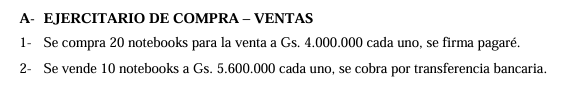 A- EJERCITARIO DE COMPRA – VENTAS
1- Se compra 20 notebooks para la venta a Gs. 4.000.000 cada uno, se firma pagaré.
2- Se vende 10 notebooks a Gs. 5.600.000 cada uno, se cobra por transferencia bancaria.